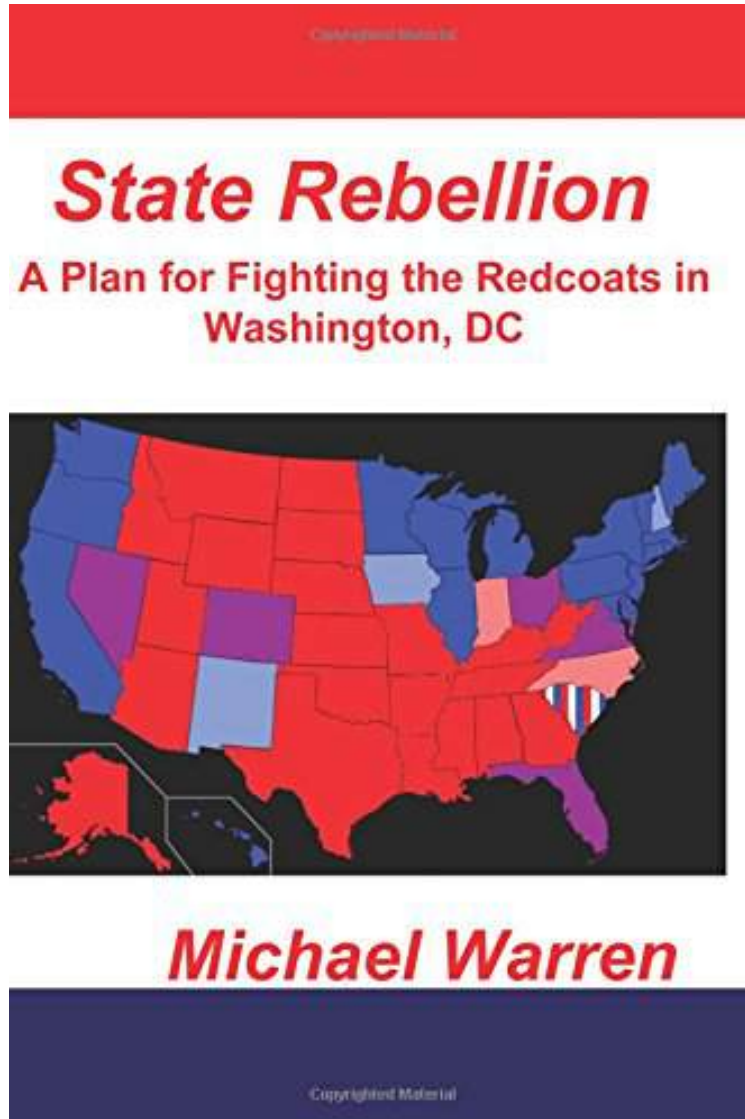 Copyrighted Material
State Rebellion
A Plan for Fighting the Redcoats in
Washington, DC
Michael Warren
Copyrighted Material